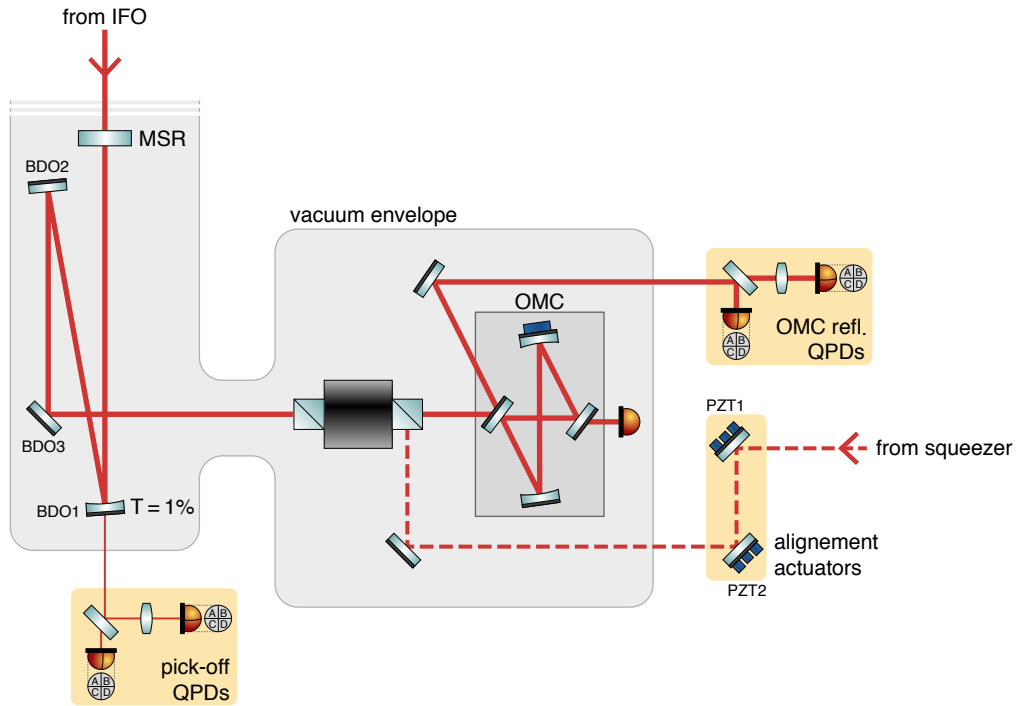 from IFO
MSR
BDO2
vacuum envelope
OMC
A B
C D
A B
C D
OMC refl.
QPDs
BDO3
PZT1
from squeezer
BDO1
T = 1%
alignement
actuators
PZT2
A B
C D
A B
C D
pick-off
QPDs